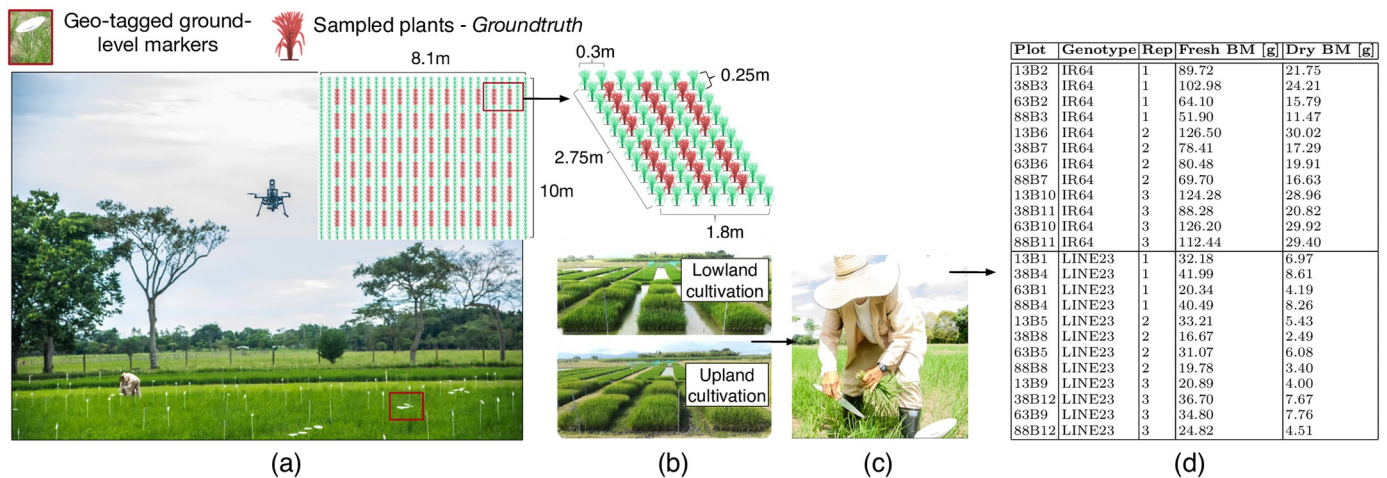 Geo-tagged ground-
level markers
Sampled plants - Groundtruth
8.1m
10m
0.3m
0.25m
2.75m
1.8m
Lowland
cultivation
Upland
cultivation
Plot Genotype Rep Fresh BM [g] Dry BM [g]
13B2 IR64 1 89.72 21.75
38B3 IR64 1 102.98 24.21
63B2 IR64 1 64.10 15.79
88B3 IR64 1 51.90 11.47
13B6 IR64 2 126.50 30.02
38B7 IR64 2 78.41 17.29
63B6 IR64 2 80.48 19.91
88B7 IR64 2 69.70 16.63
13B10 IR64 3 124.28 28.96
38B11 IR64 3 88.28 20.82
63B10 IR64 3 126.20 29.92
88B11 IR64 3 112.44 29.40
13B1 LINE23 1 32.18 6.97
38B4 LINE23 1 41.99 8.61
63B1 LINE23 1 20.34 4.19
88B4 LINE23 1 40.49 8.26
13B5 LINE23 2 33.21 5.43
38B8 LINE23 2 16.67 2.49
63B5 LINE23 2 31.07 6.08
88B8 LINE23 2 19.78 3.40
13B9 LINE23 3 20.89 4.00
38B12 LINE23 3 36.70 7.67
63B9 LINE23 3 34.80 7.76
88B12 LINE23 3 24.82 4.51
(a)
(b)
(c)
(d)